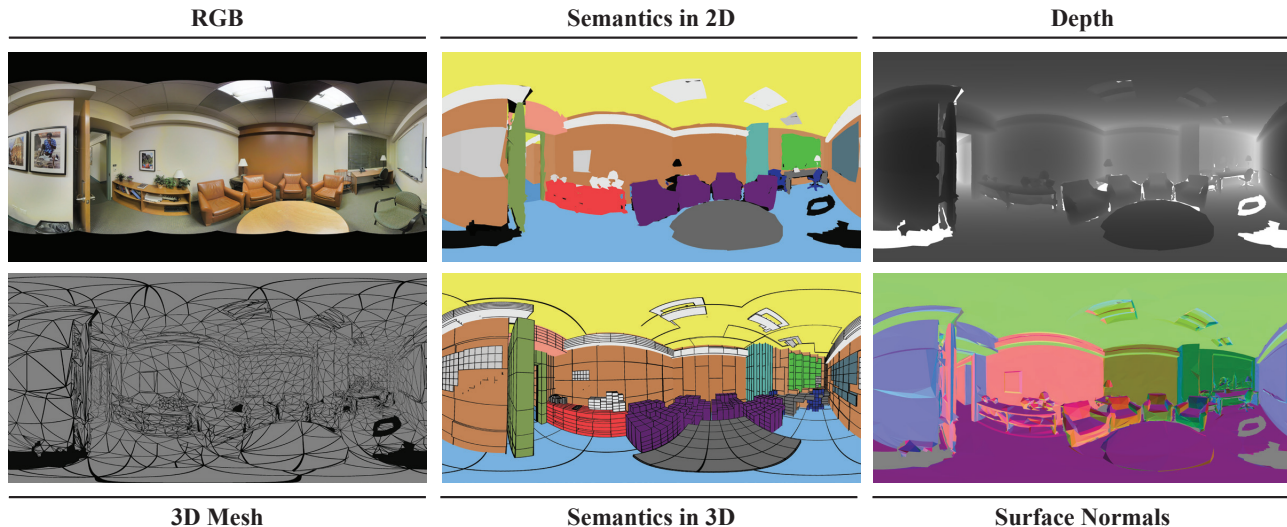 RGB
Semantics in 2D
Depth
3D Mesh
Semantics in 3D
Surface Normals